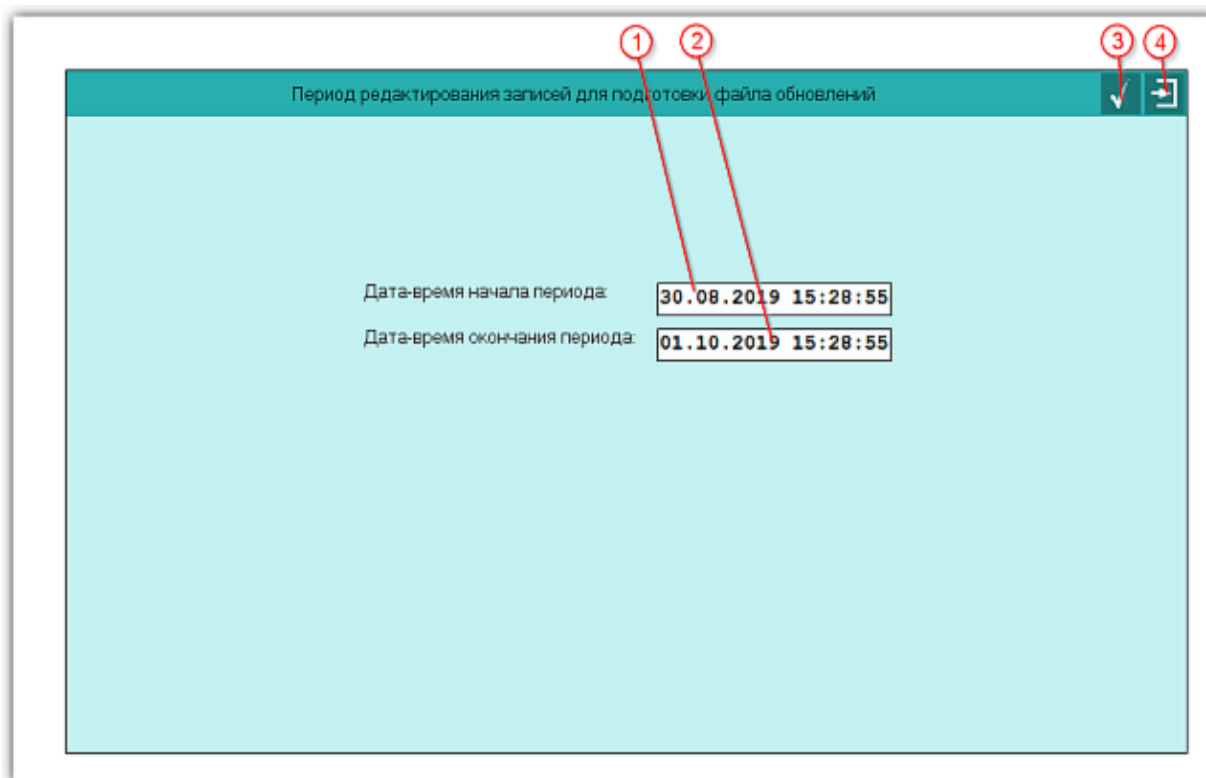 1 2 3 4
Период редактирования записей для подготовки файла обновлений
Дата-время начала периода: 30.08.2019 15:28:55
Дата-время окончания периода: 01.10.2019 15:28:55